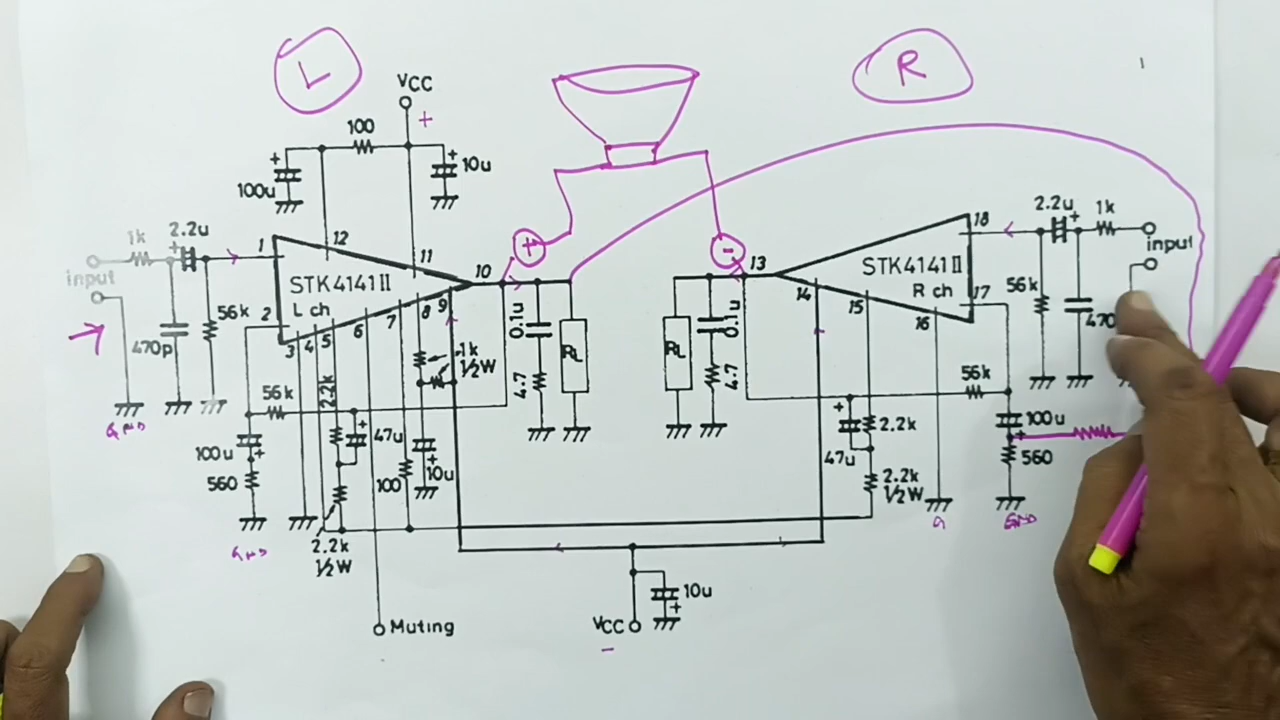 L
R
VCC
+
100
+
100u
+
10u
2.2u
1k
+
input
1
12
11
10
STK4141II
L ch
56k
2
470p
3
4
5
6
7
8
9
GND
56k
2.2k
1k
½W
0.1u
4.7
RL
+
-
13
14
15
16
17
18
STK4141II
R ch
2.2u
+
1k
input
56k
470
RL
0.1u
4.7
100u
+
560
GND
47u
+
100
10u
+
2.2k
½W
Muting
VCC
-
10u
+
56k
47u
+
2.2k
2.2k
½W
G
100u
+
560
GND